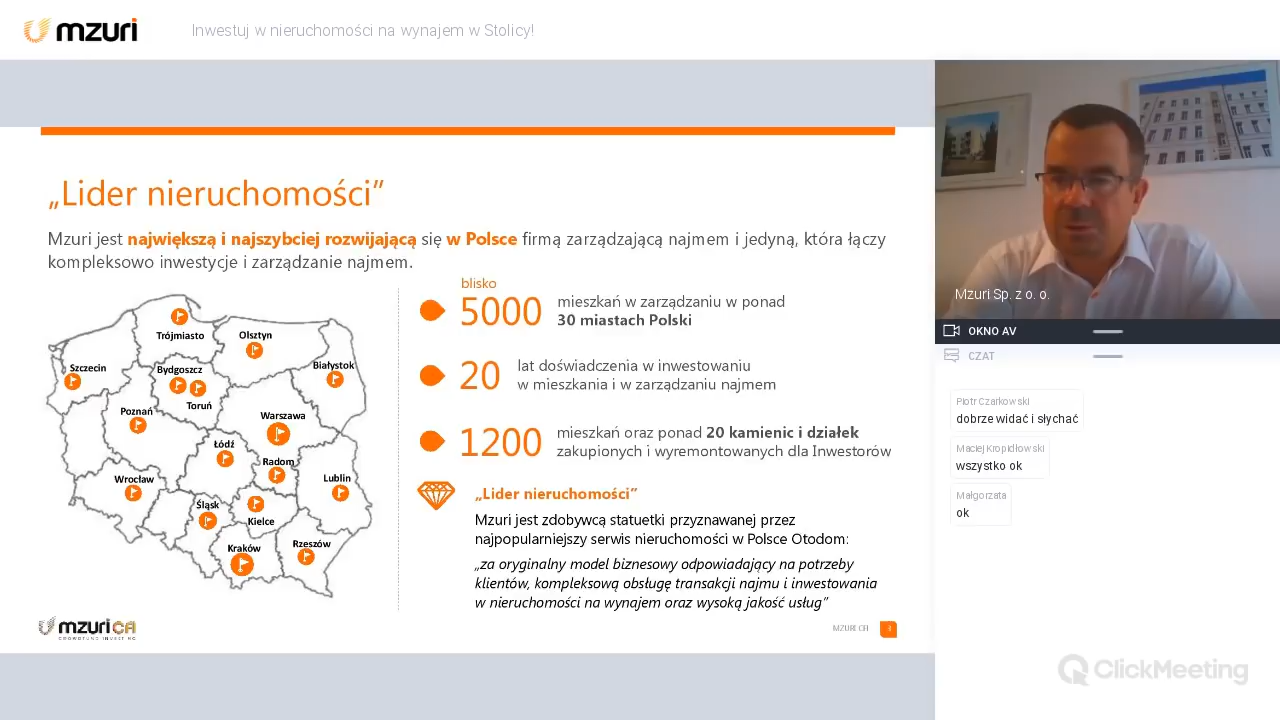 mzuri
Inwestuj w nieruchomości na wynajem w Stolicy!
„Lider nieruchomości”
Mzuri jest największą i najszybciej rozwijającą się w Polsce firmą zarządzającą najmem i jedyną, która łączy
kompleksowo inwestycje i zarządzanie najmem.
Trójmiasto
Olsztyn
Szczecin
Bydgoszcz
Białystok
Toruń
Poznań
Warszawa
Łódź
Radom
Wrocław
Lublin
Śląsk
Kielce
Kraków
Rzeszów
blisko
5000
mieszkań w zarządzaniu w ponad
30 miastach Polski
20
lat doświadczenia w inwestowaniu
w mieszkania i w zarządzaniu najmem
1200
mieszkań oraz ponad 20 kamienic i działek
zakupionych i wyremontowanych dla Inwestorów
„Lider nieruchomości”
Mzuri jest zdobywcą statuetki przyznawanej przez
najpopularniejszy serwis nieruchomości w Polsce Otodom:
„za oryginalny model biznesowy odpowiadający na potrzeby
klientów, kompleksową obsługę transakcji najmu i inwestowania
w nieruchomości na wynajem oraz wysoką jakość usług”
mzuri CFI
CROWDFUND INVESTING
MZURI CFI
Mzuri Sp. z o. o.
OKNO AV
CZAT
Piotr Czarkowski
dobrze widać i słychać
Maciej Kropidłowski
wszystko ok
Małgorzata
ok
ClickMeeting